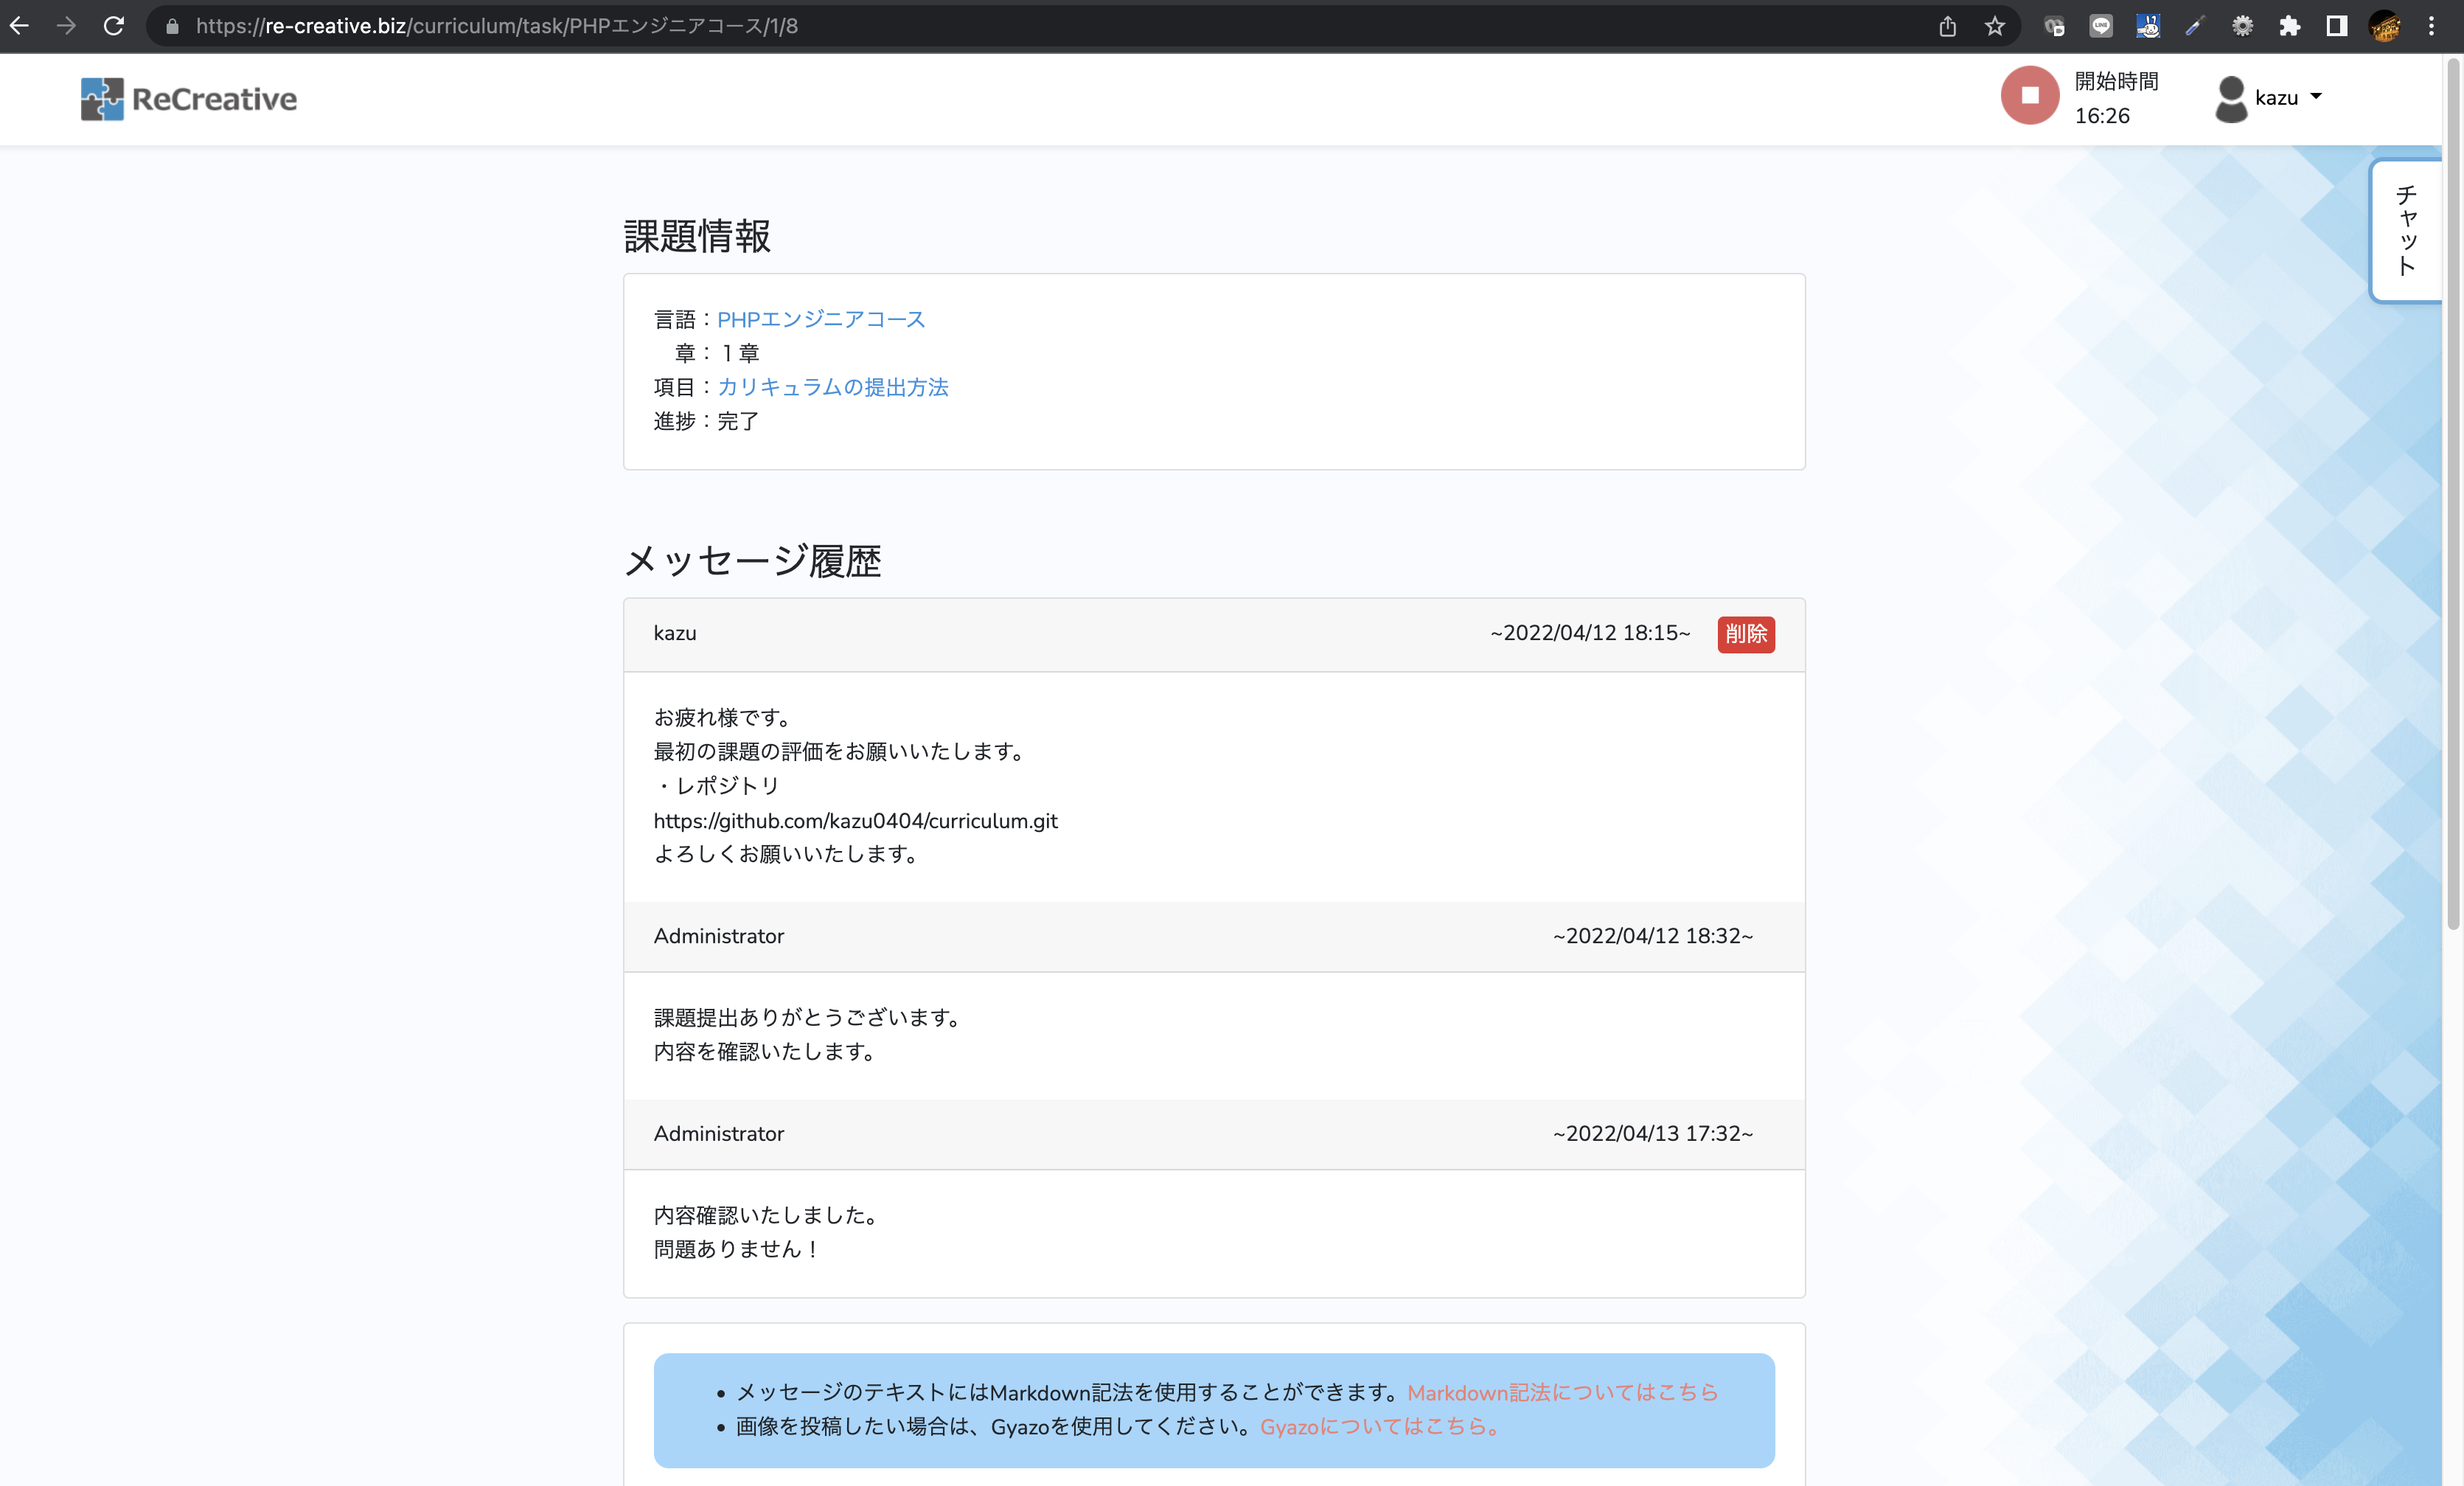 https://re-creative.biz/curriculum/task/PHPエンジニアコース/1/8
ReCreative
開始時間
16:26
kazu
チャット
課題情報
言語：PHPエンジニアコース
章：１章
項目：カリキュラムの提出方法
進捗：完了
メッセージ履歴
kazu ~2022/04/12 18:15~ 削除
お疲れ様です。
最初の課題の評価をお願いいたします。
・レポジトリ
https://github.com/kazu0404/curriculum.git
よろしくお願いいたします。
Administrator ~2022/04/12 18:32~
課題提出ありがとうございます。
内容を確認いたします。
Administrator ~2022/04/13 17:32~
内容確認いたしました。
問題ありません！
• メッセージのテキストにはMarkdown記法を使用することができます。Markdown記法についてはこちら
• 画像を投稿したい場合は、Gyazoを使用してください。Gyazoについてはこちら。